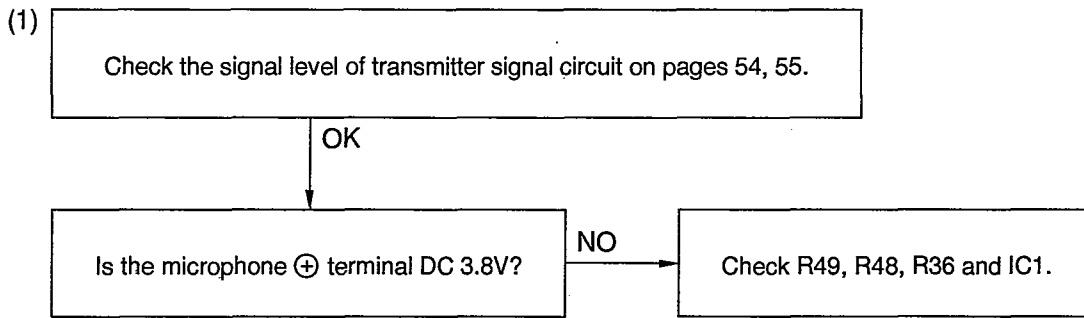 (1)
Check the signal level of transmitter signal circuit on pages 54, 55.
OK
Is the microphone ⊕ terminal DC 3.8V?
NO
Check R49, R48, R36 and IC1.